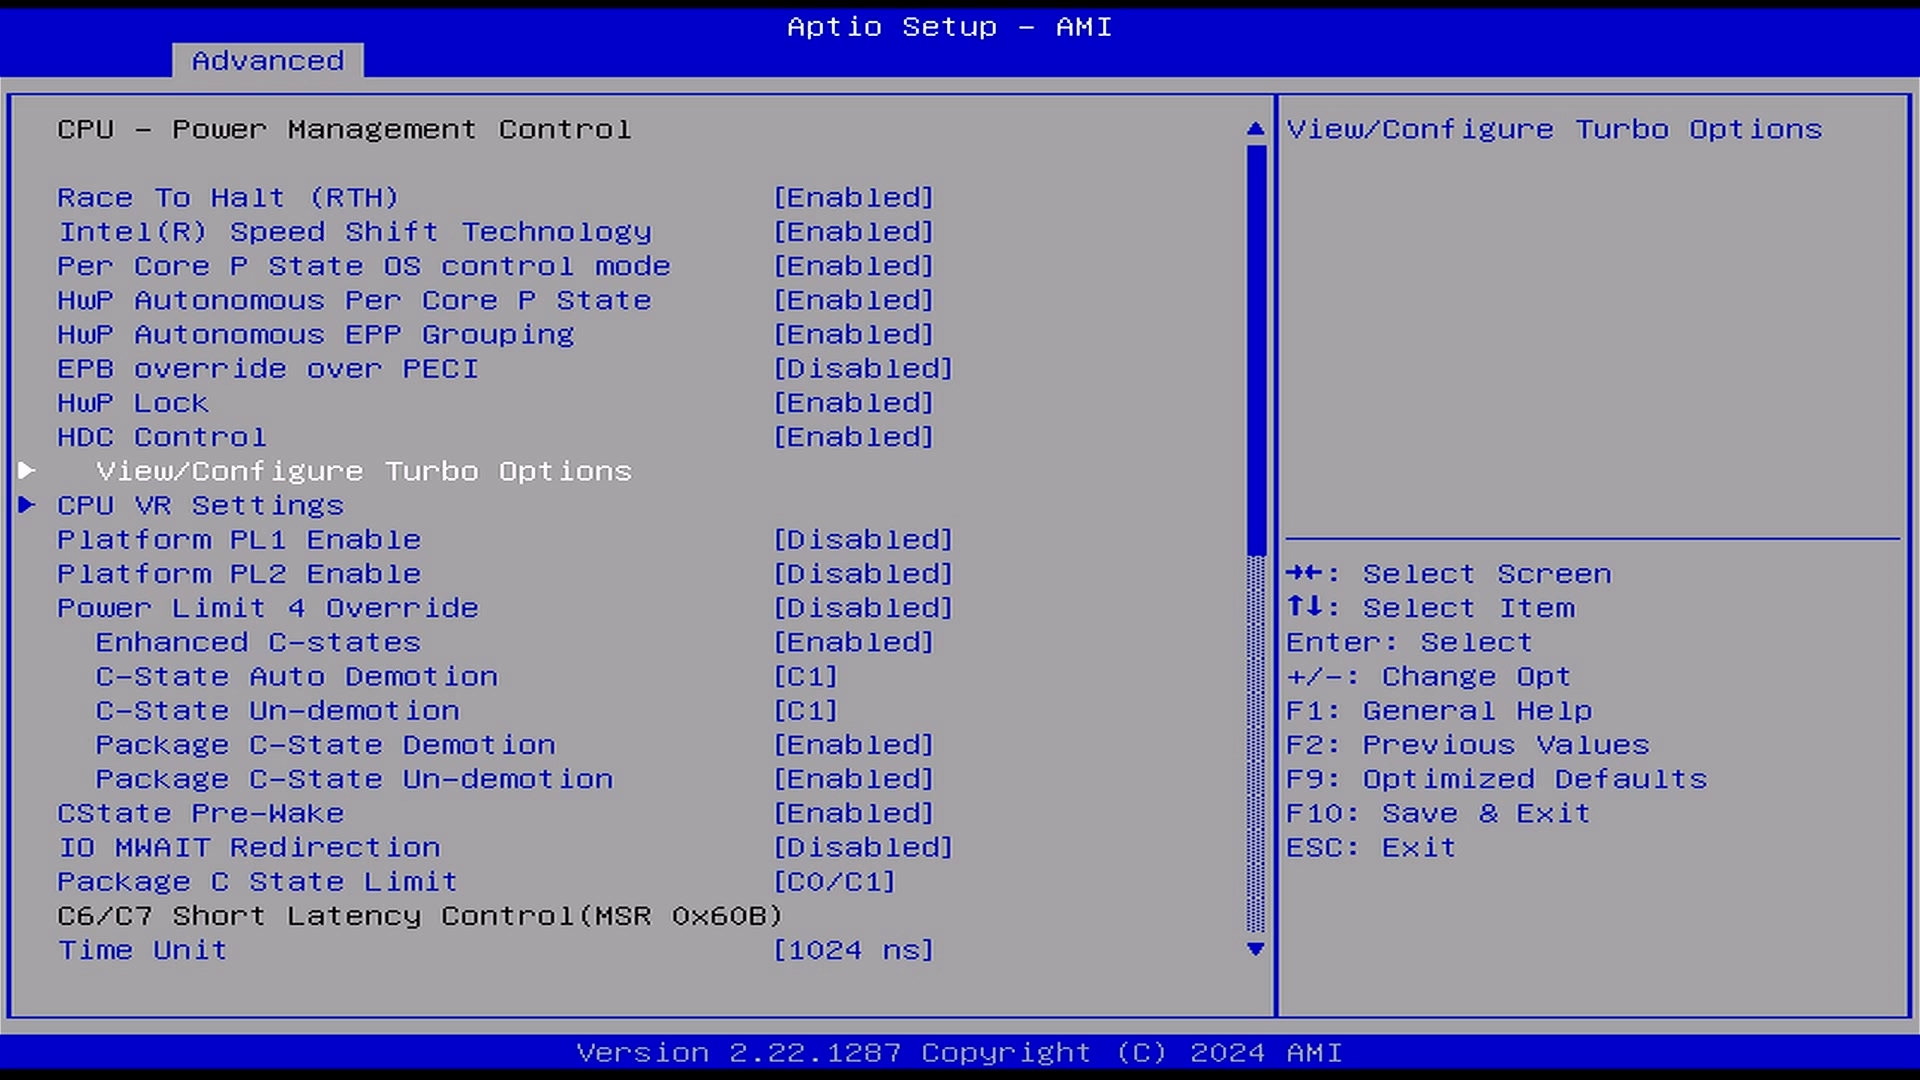 Aptio Setup - AMI
Advanced
CPU - Power Management Control
Race To Halt (RTH) [Enabled]
Intel(R) Speed Shift Technology [Enabled]
Per Core P State OS control mode [Enabled]
HwP Autonomous Per Core P State [Enabled]
HwP Autonomous EPP Grouping [Enabled]
EPB override over PECI [Disabled]
HwP Lock [Enabled]
HDC Control [Enabled]
View/Configure Turbo Options
CPU VR Settings
Platform PL1 Enable [Disabled]
Platform PL2 Enable [Disabled]
Power Limit 4 Override [Disabled]
Enhanced C-states [Enabled]
C-State Auto Demotion [C1]
C-State Un-demotion [C1]
Package C-State Demotion [Enabled]
Package C-State Un-demotion [Enabled]
CState Pre-Wake [Enabled]
IO MWAIT Redirection [Disabled]
Package C State Limit [C0/C1]
C6/C7 Short Latency Control(MSR 0x60B)
Time Unit [1024 ns]
View/Configure Turbo Options
→←: Select Screen
↑↓: Select Item
Enter: Select
+/-: Change Opt
F1: General Help
F2: Previous Values
F9: Optimized Defaults
F10: Save & Exit
ESC: Exit
Version 2.22.1287 Copyright (C) 2024 AMI